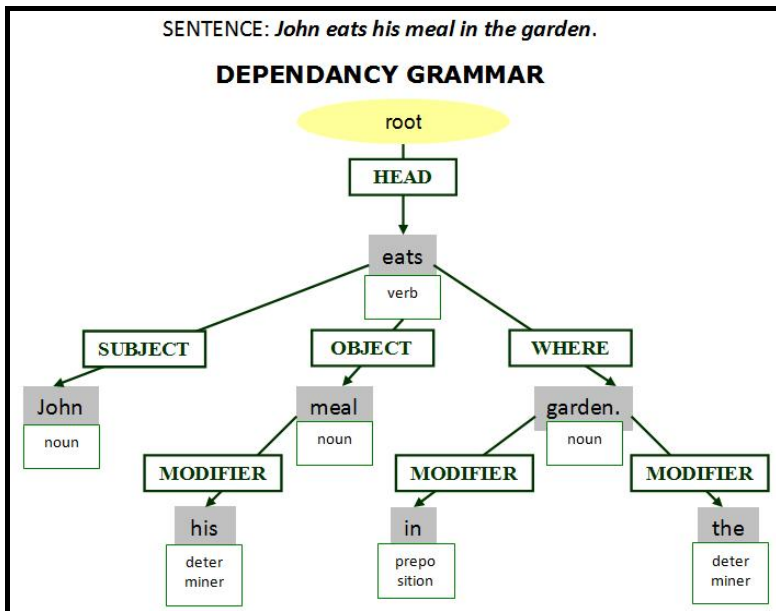 SENTENCE: John eats his meal in the garden.
DEPENDANCY GRAMMAR
root
HEAD
eats
verb
SUBJECT
OBJECT
WHERE
John
noun
meal
noun
garden.
noun
MODIFIER
MODIFIER
MODIFIER
his
deter
miner
in
prepo
sition
the
deter
miner